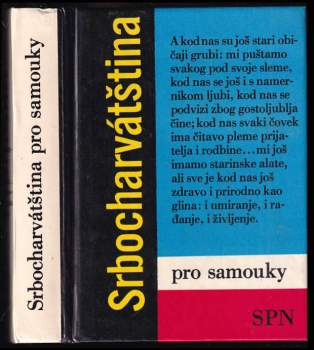 Srbocharvátština pro samouky
Srbocharvátština
A kod nas su još stari obi-
čaji grubi: mi puštamo
svakog pod svoje sleme,
kod nas se još i s namer-
nikom ljubi, kod nas se
podvizi zbog gostoljublja
čine; kod nas svaki čovek
ima čitavo pleme prija-
telja i rodbine...mi još
imamo starinske alate,
ali sve je kod nas još
zdravo i prirodno kao
glina: i umiranje, i ra-
đanje, i življenje.
pro samouky
SPN